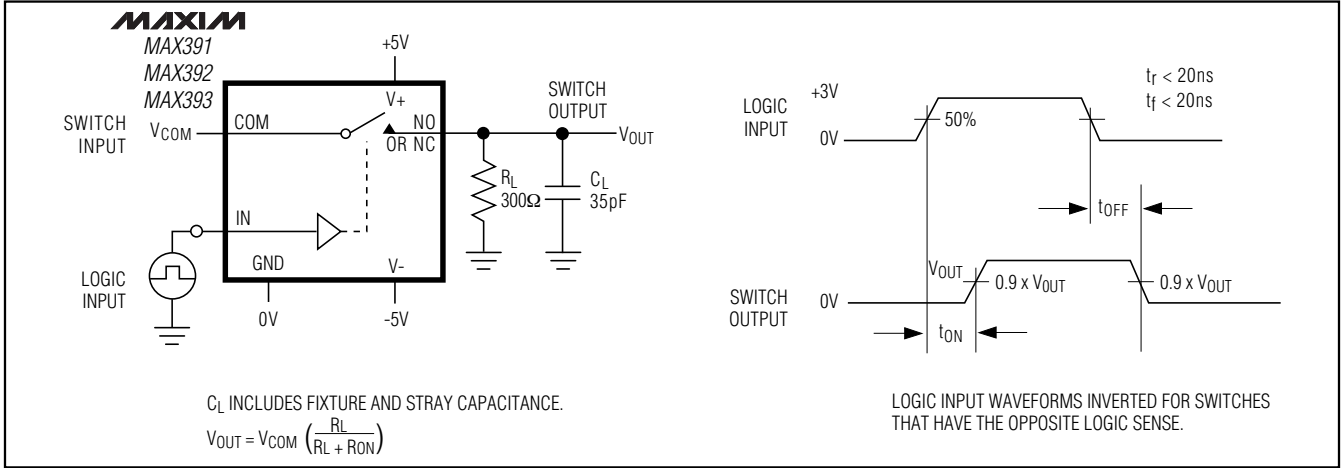 MAXIM
MAX391
MAX392
MAX393
+5V
V+
SWITCH
INPUT
VCOM
COM
NO
OR NC
SWITCH
OUTPUT
VOUT
RL
300Ω
CL
35pF
IN
LOGIC
INPUT
GND
V-
0V
-5V
CL INCLUDES FIXTURE AND STRAY CAPACITANCE.
VOUT = VCOM (RL / RL + RON)
LOGIC
INPUT
+3V
0V
50%
tr < 20ns
tf < 20ns
tOFF
SWITCH
OUTPUT
VOUT
0V
0.9 x VOUT
0.9 x VOUT
tON
LOGIC INPUT WAVEFORMS INVERTED FOR SWITCHES
THAT HAVE THE OPPOSITE LOGIC SENSE.